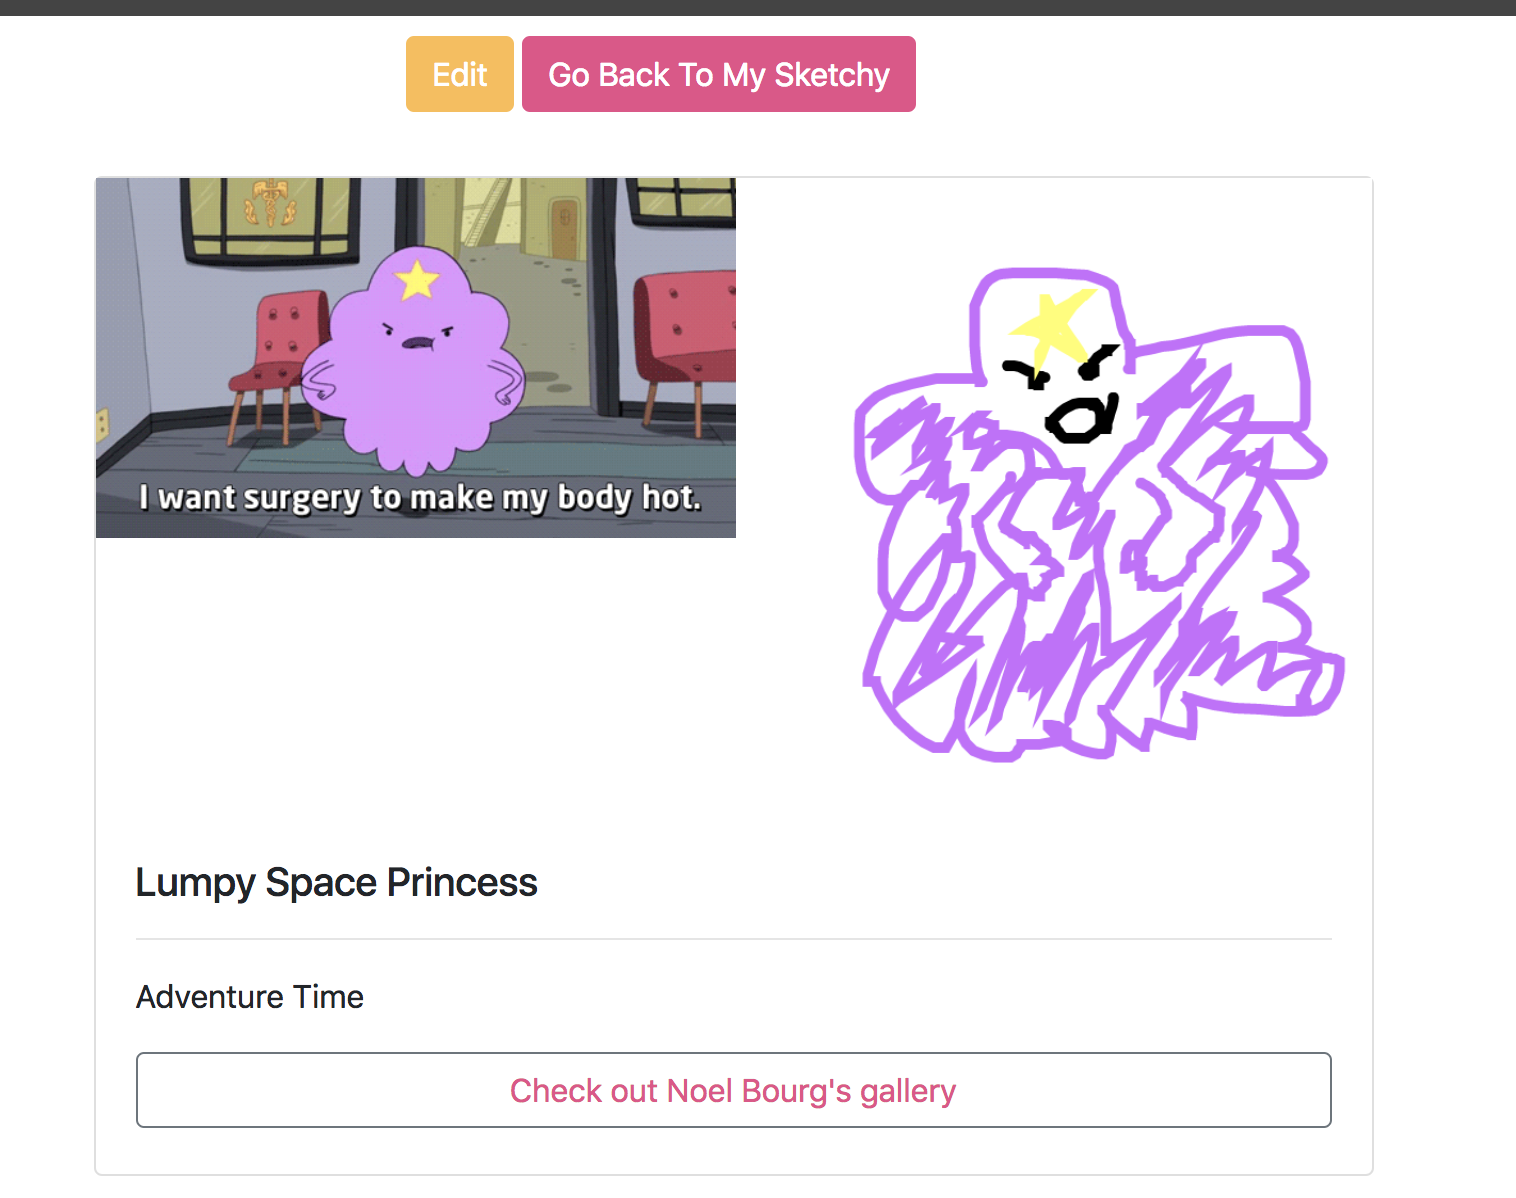 Edit
Go Back To My Sketchy
I want surgery to make my body hot.
Lumpy Space Princess
Adventure Time
Check out Noel Bourg's gallery